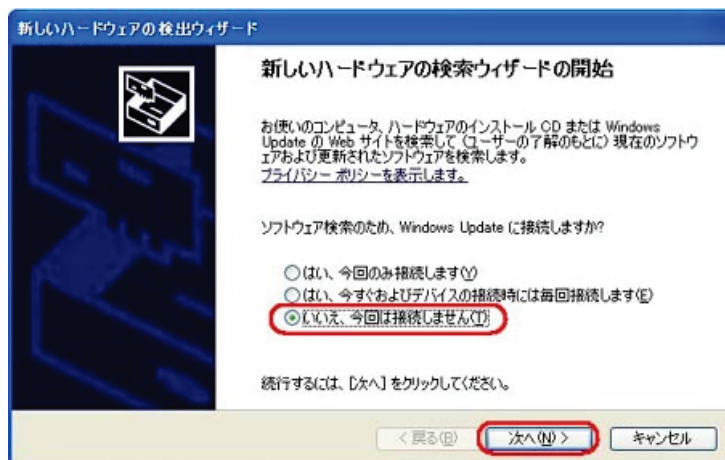 新しいハードウェアの検出ウィザード
新しいハードウェアの検索ウィザードの開始
お使いのコンピュータ、ハードウェアのインストール CD または Windows
Update の Web サイトを検索して (ユーザーの了解のもとに) 現在のソフトウ
ェアおよび更新されたソフトウェアを検索します。
プライバシー ポリシーを表示します。
ソフトウェア検索のため、Windows Update に接続しますか?
はい、今回のみ接続します(Y)
はい、今すぐおよびデバイスの接続時には毎回接続します(E)
いいえ、今回は接続しません(T)
続行するには、[次へ] をクリックしてください。
< 戻る(B)
次へ(N) >
キャンセル